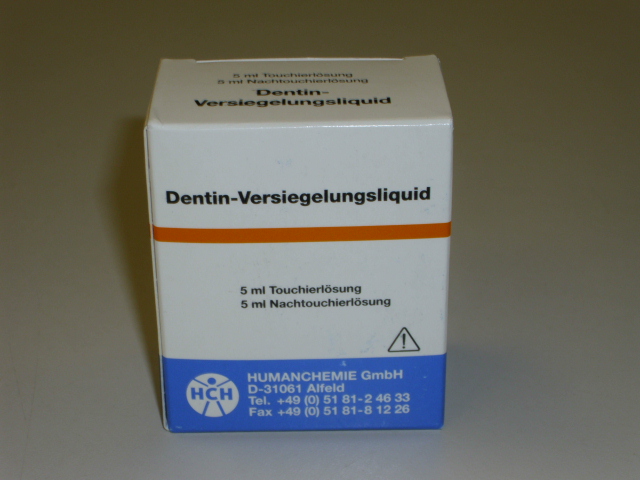 5 ml Touchierlösung
5 ml Nachtouchierlösung
Dentin-
Versiegelungsliquid
Dentin-Versiegelungsliquid
5 ml Touchierlösung
5 ml Nachtouchierlösung
HCH
HUMANCHEMIE GmbH
D-31061 Alfeld
Tel. +49 (0) 51 81-2 46 33
Fax +49 (0) 51 81-8 12 26